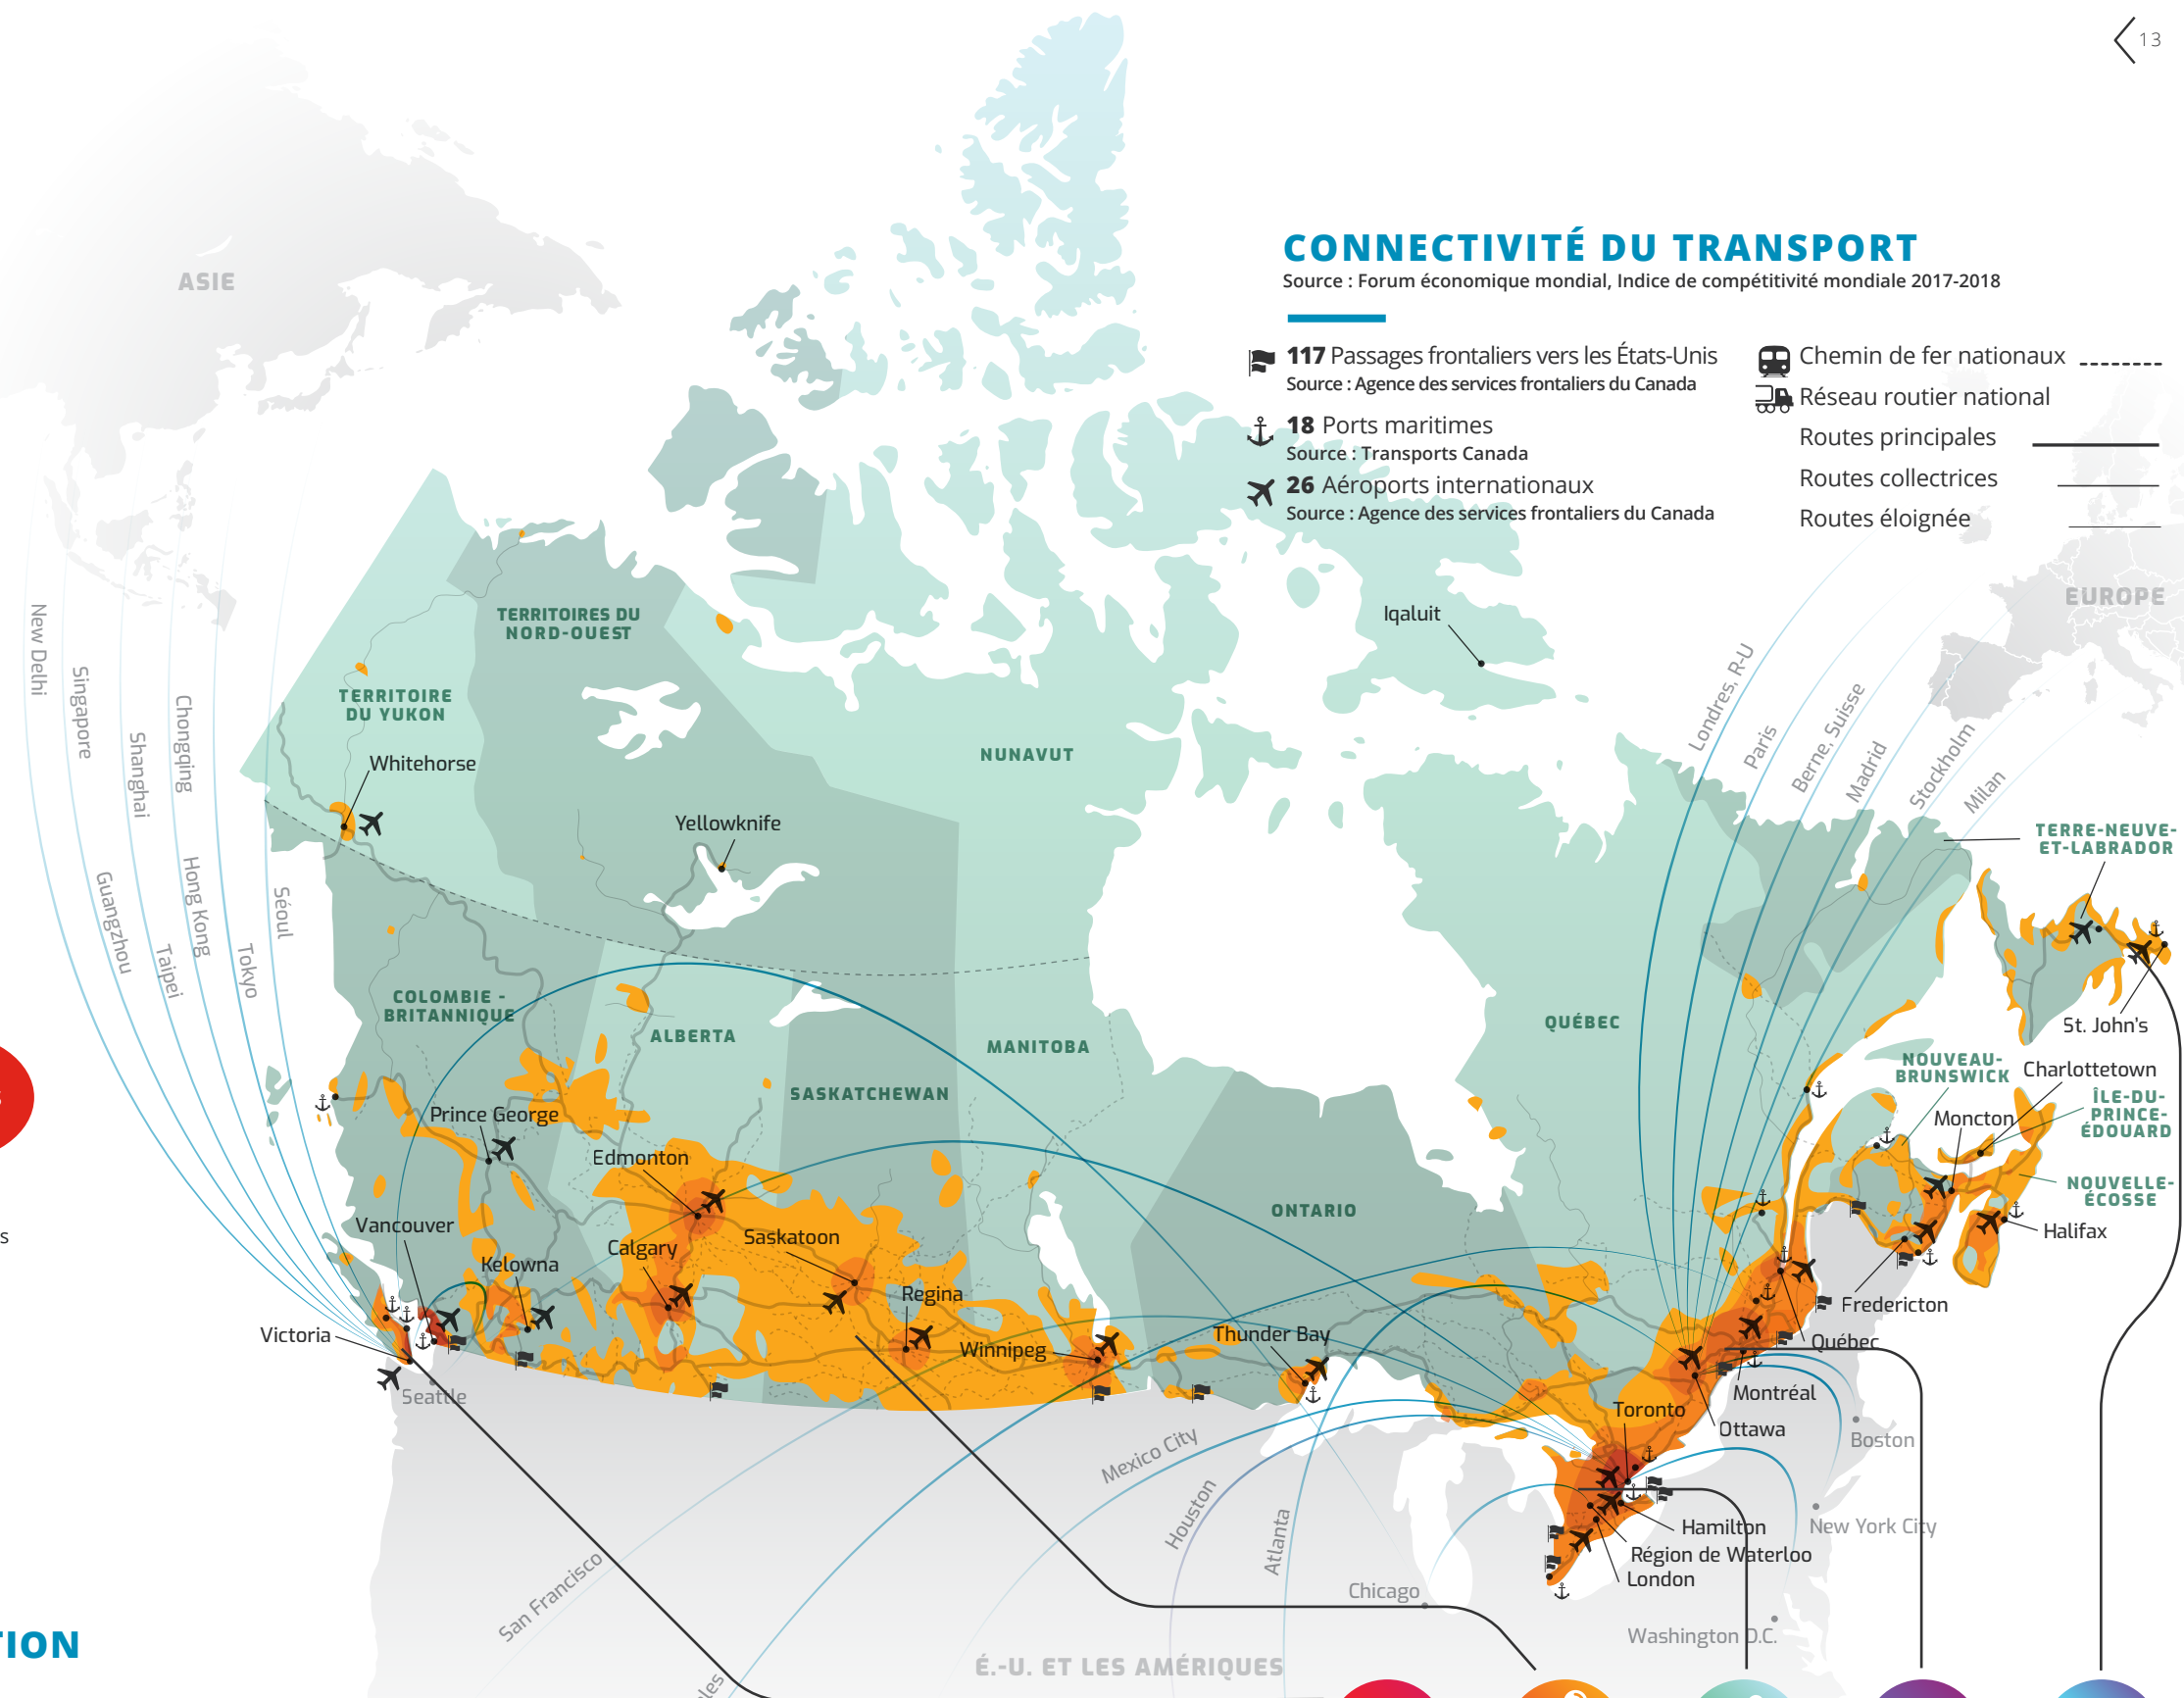 13
CONNECTIVITÉ DU TRANSPORT
Source : Forum économique mondial, Indice de compétitivité mondiale 2017-2018
117 Passages frontaliers vers les États-Unis
Source : Agence des services frontaliers du Canada
18 Ports maritimes
Source : Transports Canada
26 Aéroports internationaux
Source : Agence des services frontaliers du Canada
Chemin de fer nationaux
Réseau routier national
Routes principales
Routes collectrices
Routes éloignée
ASIE
EUROPE
New Delhi
Singapore
Shanghai
Chongqing
Guangzhou
Taipei
Hong Kong
Tokyo
Séoul
Londres, R-U
Paris
Berne, Suisse
Madrid
Stockholm
Milan
TERRITOIRES DU
NORD-OUEST
TERRITOIRE
DU YUKON
Whitehorse
Yellowknife
NUNAVUT
Iqaluit
TERRE-NEUVE-
ET-LABRADOR
St. John's
COLOMBIE -
BRITANNIQUE
ALBERTA
SASKATCHEWAN
MANITOBA
ONTARIO
QUÉBEC
NOUVEAU-
BRUNSWICK
Charlottetown
ÎLE-DU-
PRINCE-
ÉDOUARD
Moncton
NOUVELLE-
ÉCOSSE
Halifax
Fredericton
Prince George
Edmonton
Vancouver
Kelowna
Calgary
Saskatoon
Regina
Winnipeg
Thunder Bay
Victoria
Seattle
Québec
Montréal
Ottawa
Toronto
Hamilton
Région de Waterloo
London
Boston
New York City
Washington D.C.
Chicago
Mexico City
Houston
Atlanta
San Francisco
les
É.-U. ET LES AMÉRIQUES
s
TION